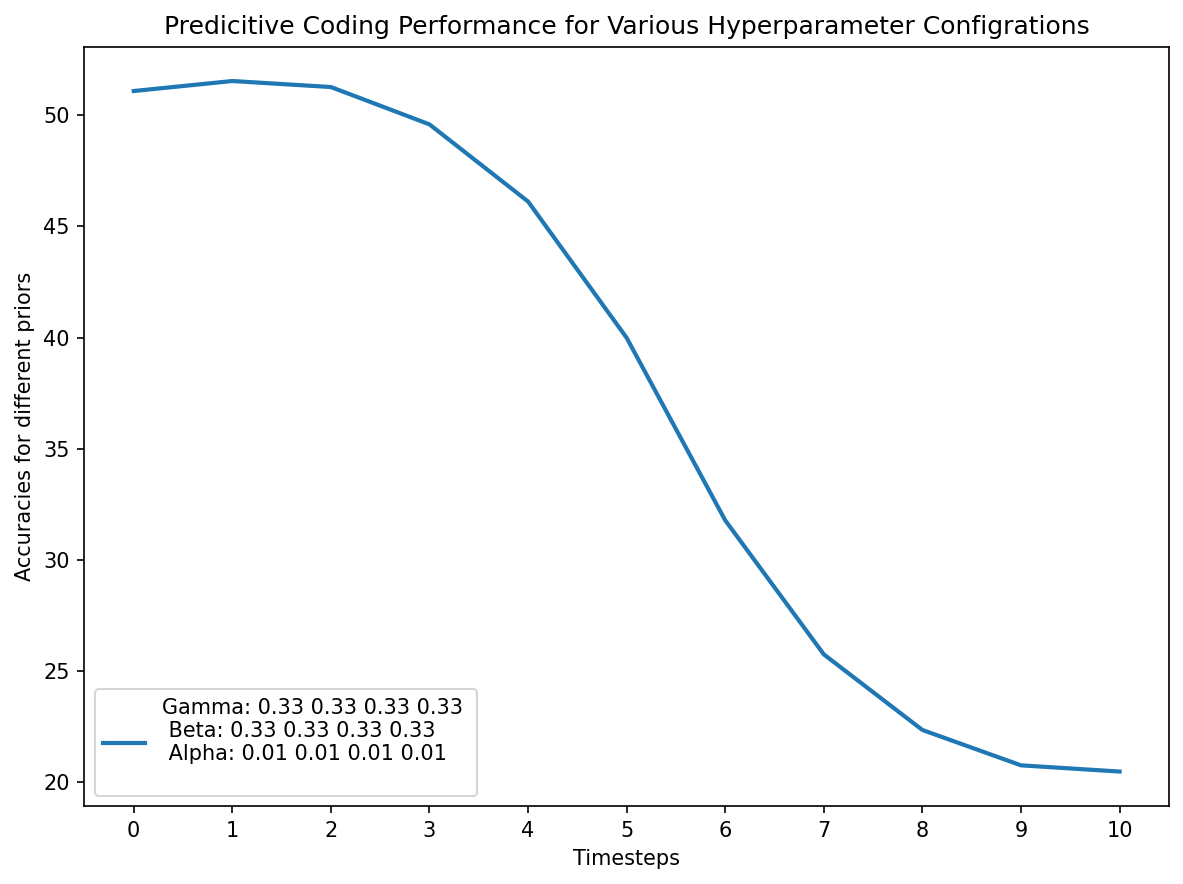 Predicitive Coding Performance for Various Hyperparameter Configrations
Accuracies for different priors
50
45
40
35
30
25
20
Gamma: 0.33 0.33 0.33 0.33
Beta: 0.33 0.33 0.33 0.33
Alpha: 0.01 0.01 0.01 0.01
0 1 2 3 4 5 6 7 8 9 10
Timesteps